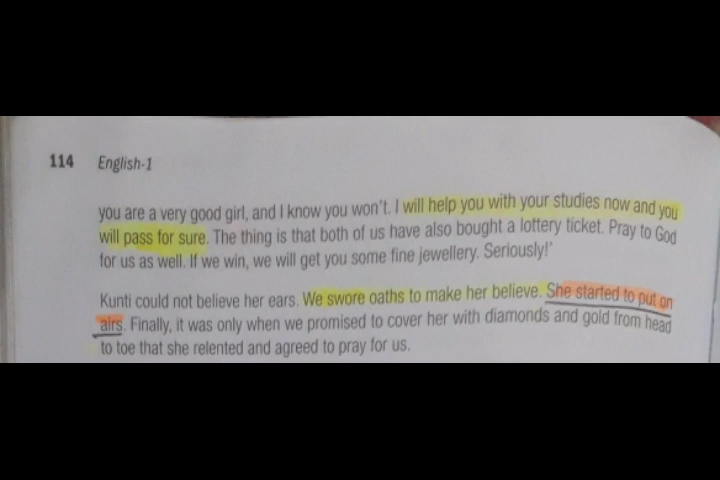 114 English-1
you are a very good girl, and I know you won't. I will help you with your studies now and you
will pass for sure. The thing is that both of us have also bought a lottery ticket. Pray to God
for us as well. If we win, we will get you some fine jewellery. Seriously!'
Kunti could not believe her ears. We swore oaths to make her believe. She started to put on
airs. Finally, it was only when we promised to cover her with diamonds and gold from head
to toe that she relented and agreed to pray for us.